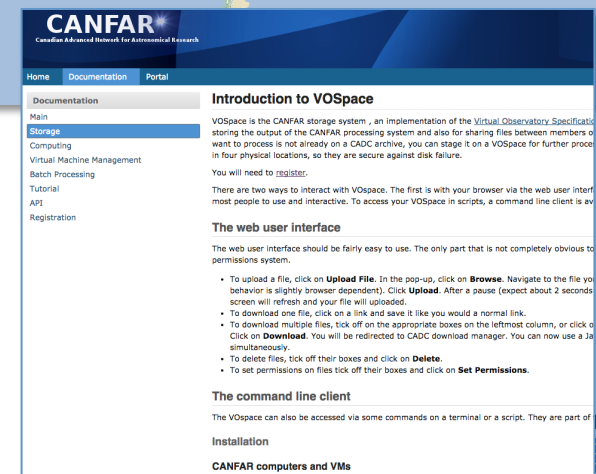 CANFAR
Canadian Advanced Network for Astronomical Research
Home Documentation Portal
Documentation
Main
Storage
Computing
Virtual Machine Management
Batch Processing
Tutorial
API
Registration
Introduction to VOSpace
VOSpace is the CANFAR storage system , an implementation of the Virtual Observatory
storing the output of the CANFAR processing system and also for sharing files between members
want to process is not already on a CADC archive, you can stage it on a VOSpace for further
in four physical locations, so they are secure against disk failure.
You will need to register.
There are two ways to interact with VOspace. The first is with your browser via the web user
most people to use and interactive. To access your VOSpace in scripts, a command line client is
The web user interface
The web user interface should be fairly easy to use. The only part that is not completely obvious to
permissions system.
• To upload a file, click on Upload File. In the pop-up, click on Browse. Navigate to the file
behavior is slightly browser dependent). Click Upload. After a pause (expect about 2 seconds
screen will refresh and your file will uploaded.
• To download one file, click on a link and save it like you would a normal link.
• To download multiple files, tick off on the appropriate boxes on the leftmost column, or click
Click on Download. You will be redirected to CADC download manager. You can now use a
simultaneously.
• To delete files, tick off their boxes and click on Delete.
• To set permissions on files tick off their boxes and click on Set Permissions.
The command line client
The VOspace can also be accessed via some commands on a terminal or a script. They are part of
Installation
CANFAR computers and VMs